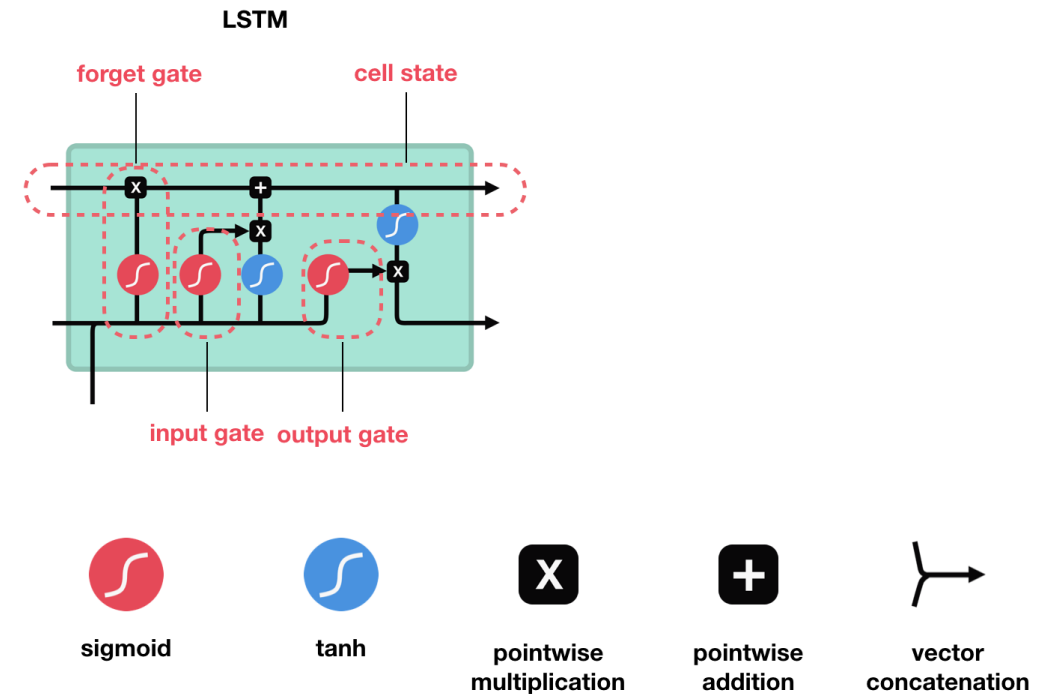 LSTM
forget gate
cell state
input gate
output gate
sigmoid
tanh
pointwise
multiplication
pointwise
addition
vector
concatenation